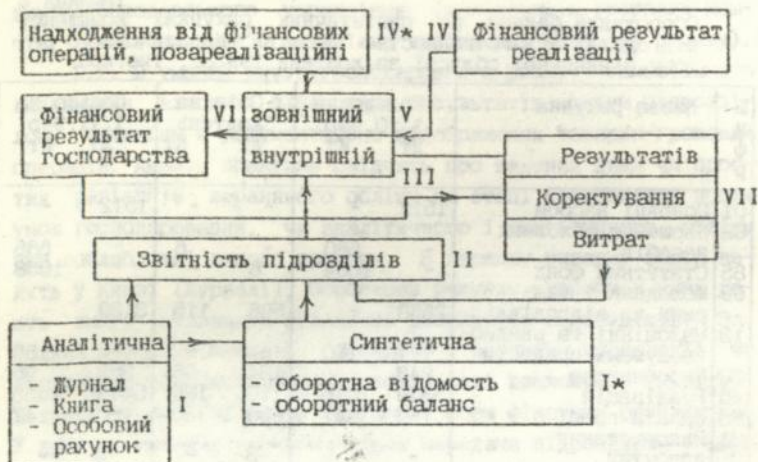 Надходження від фінансових
операцій, позареалізаційні
IV* IV
Фінансовий результат
реалізації
Фінансовий
результат
господарства
VI
зовнішний
внутрішній
V
III
Результатів
Коректування
Витрат
VII
Звітність підрозділів
II
Аналітична
- Журнал
- Книга
- Особовий
рахунок
I
Синтетична
- оборотна відомость
- оборотний баланс
I*